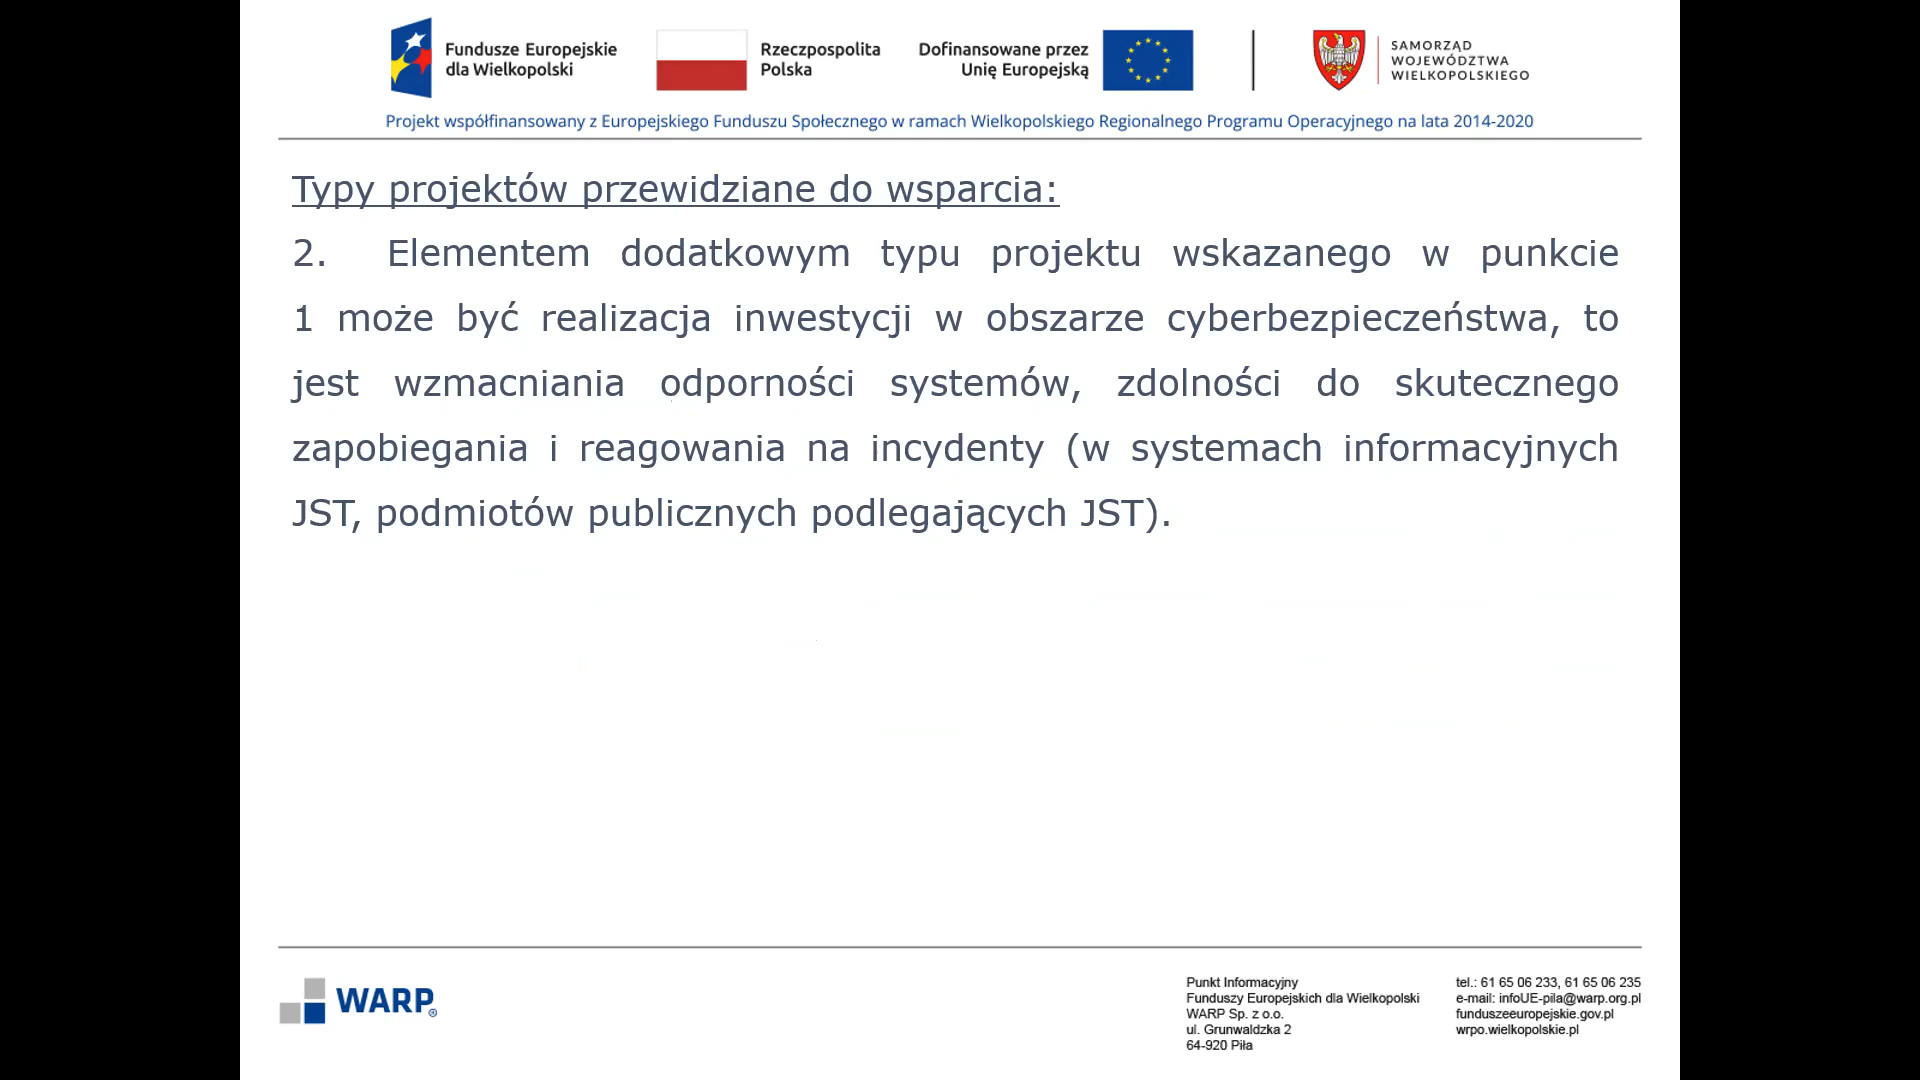 Fundusze Europejskie
dla Wielkopolski
Rzeczpospolita
Polska
Dofinansowane przez
Unię Europejską
SAMORZĄD
WOJEWÓDZTWA
WIELKOPOLSKIEGO
Projekt współfinansowany z Europejskiego Funduszu Społecznego w ramach Wielkopolskiego Regionalnego Programu Operacyjnego na lata 2014-2020
Typy projektów przewidziane do wsparcia:
2. Elementem dodatkowym typu projektu wskazanego w punkcie
1 może być realizacja inwestycji w obszarze cyberbezpieczeństwa, to
jest wzmacniania odporności systemów, zdolności do skutecznego
zapobiegania i reagowania na incydenty (w systemach informacyjnych
JST, podmiotów publicznych podlegających JST).
WARP®
Punkt Informacyjny
Funduszy Europejskich dla Wielkopolski
WARP Sp. z o.o.
ul. Grunwaldzka 2
64-920 Piła
tel.: 61 65 06 233, 61 65 06 235
e-mail: infoUE-pila@warp.org.pl
funduszeeuropejskie.gov.pl
wrpo.wielkopolskie.pl